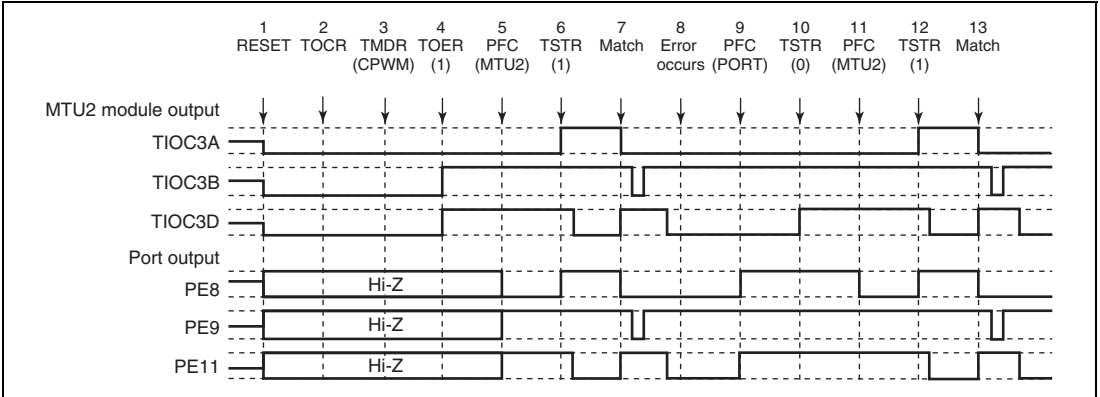 1 2 3 4 5 6 7 8 9 10 11 12 13
RESET TOCR TMDR TOER PFC TSTR Match Error PFC TSTR PFC TSTR Match
(CPWM) (1) (MTU2) (1) occurs (PORT) (0) (MTU2) (1)
MTU2 module output
TIOC3A
TIOC3B
TIOC3D
Port output
PE8 Hi-Z
PE9 Hi-Z
PE11 Hi-Z